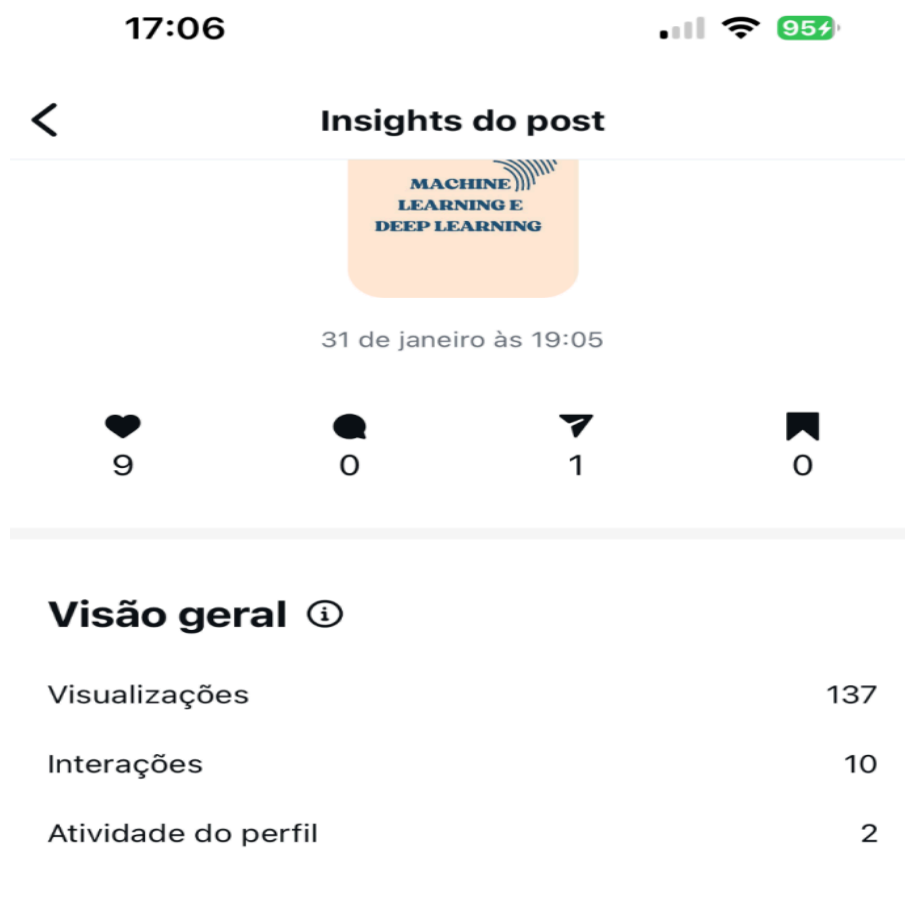 17:06
95
Insights do post
MACHINE
LEARNING E
DEEP LEARNING
31 de janeiro às 19:05
9 0 1 0
Visão geral
Visualizações 137
Interações 10
Atividade do perfil 2